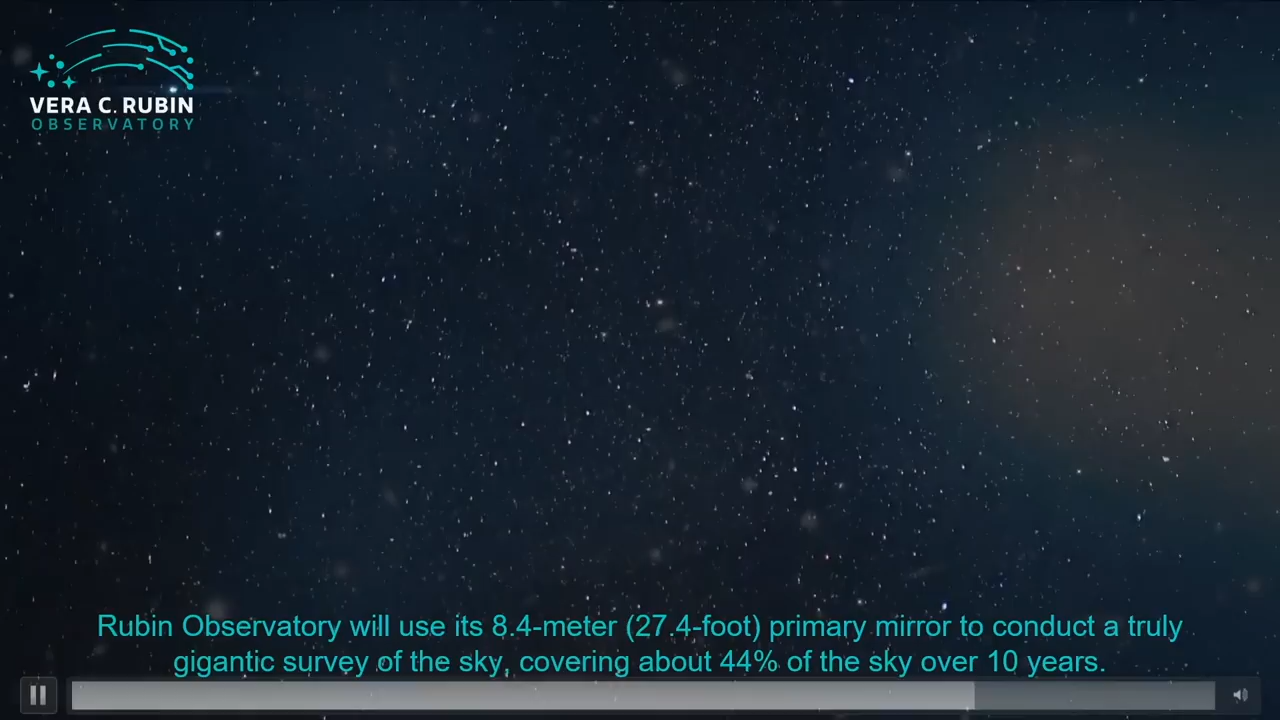 VERA C. RUBIN
OBSERVATORY
Rubin Observatory will use its 8.4-meter (27.4-foot) primary mirror to conduct a truly
gigantic survey of the sky, covering about 44% of the sky over 10 years.